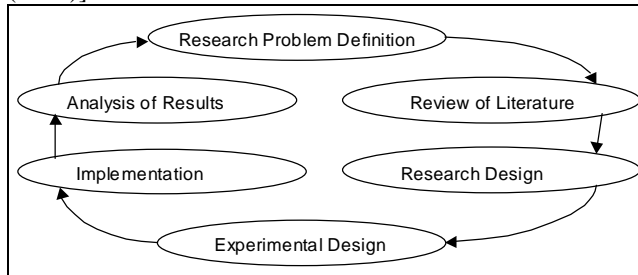 Research Problem Definition
Analysis of Results
Review of Literature
Implementation
Research Design
Experimental Design